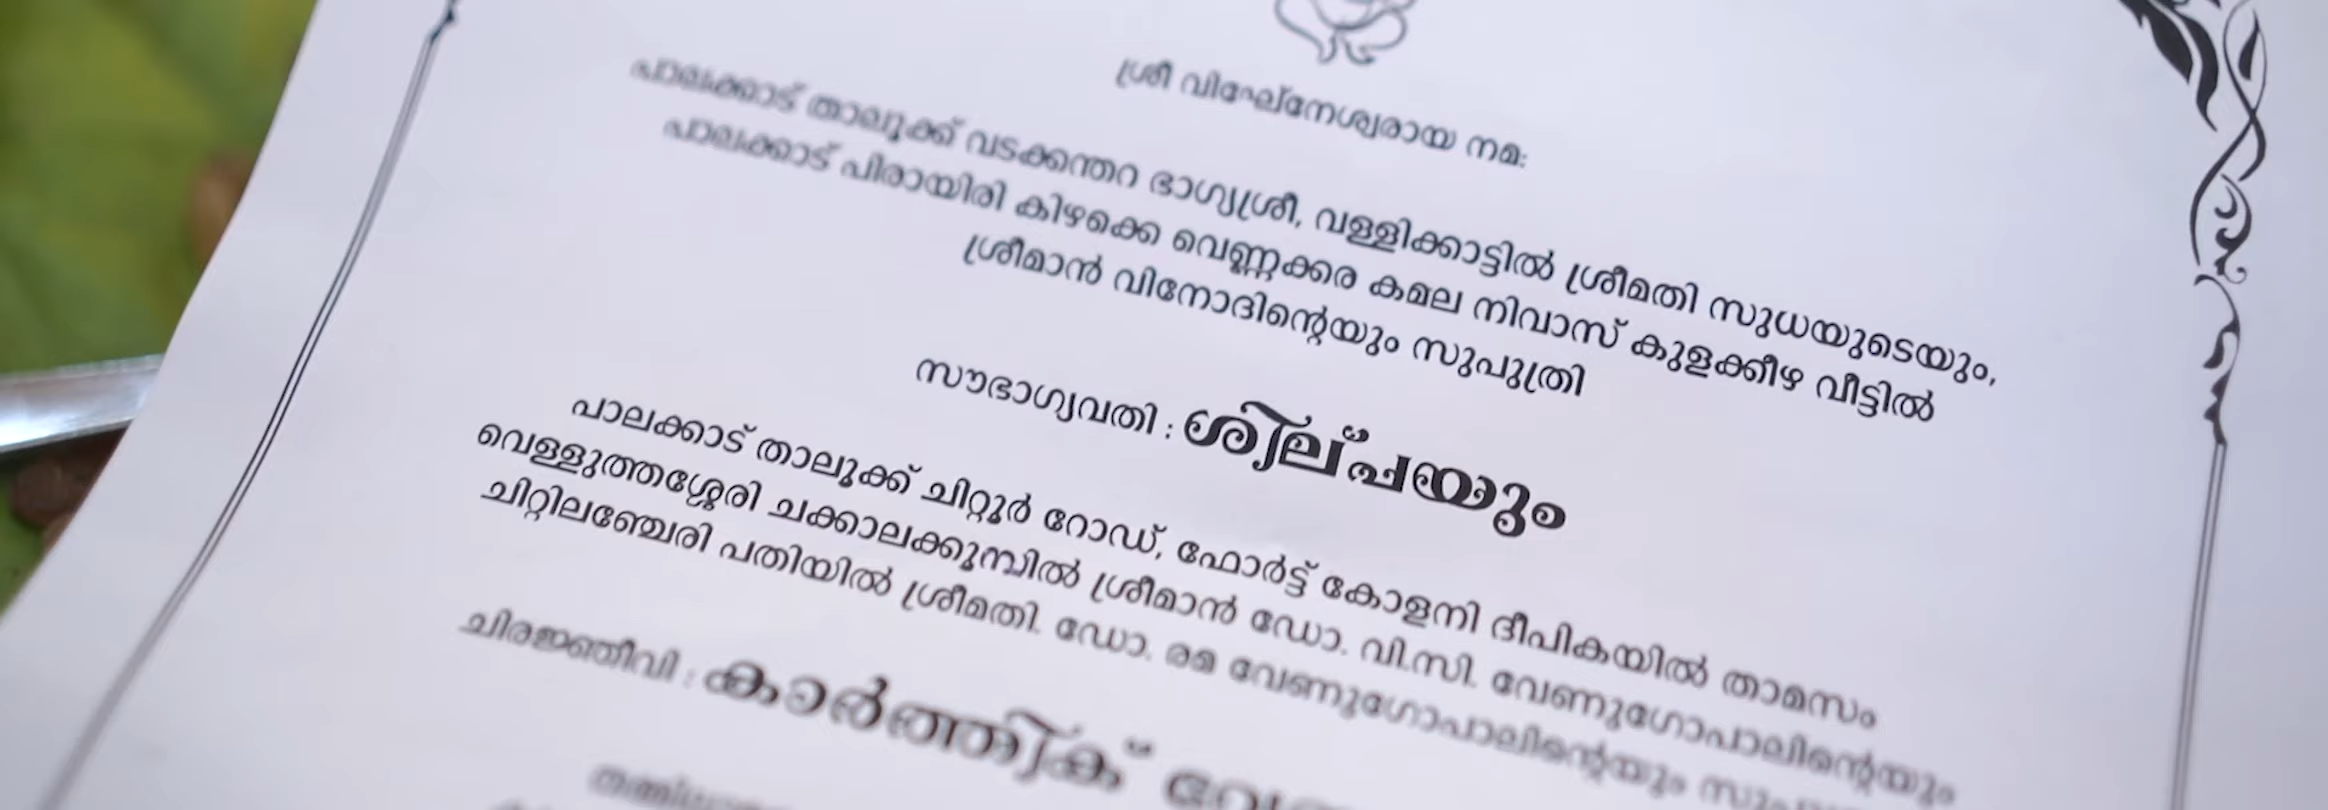 ശ്രീ വിഘ്നേശ്വരായ നമ:
പാലക്കാട് താലൂക്ക് വടക്കന്തറ ഭാഗ്യശ്രീ, വള്ളിക്കാട്ടിൽ ശ്രീമതി സുധയുടെയും,
പാലക്കാട് പിരായിരി കിഴക്കെ വെണ്ണക്കര കമല നിവാസ് കുളക്കീഴ വീട്ടിൽ
ശ്രീമാൻ വിനോദിന്റെയും സുപുത്രി
സൗഭാഗ്യവതി : ശില്പയും
പാലക്കാട് താലൂക്ക് ചിറ്റൂർ റോഡ്, ഫോർട്ട് കോളനി ദീപികയിൽ താമസം
വെള്ളുത്തശ്ശേരി ചക്കാലക്കുമ്പിൽ ശ്രീമാൻ ഡോ. വി.സി. വേണുഗോപാലിന്റെയും
ചിറ്റിലഞ്ചേരി പതിയിൽ ശ്രീമതി. ഡോ. രമ വേണുഗോപാലിന്റെയും
ചിരഞ്ജീവി : കാർത്തിക്